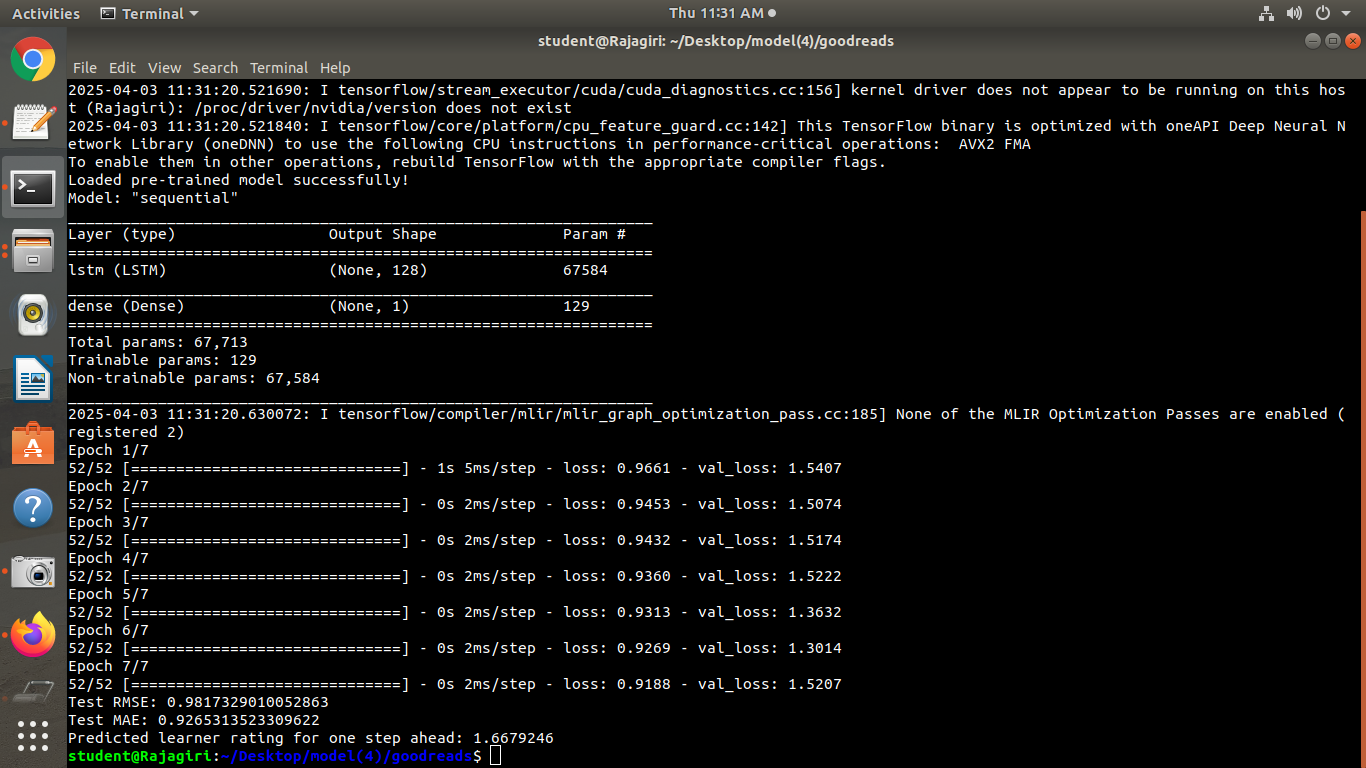 Activities Terminal Thu 11:31 AM
student@Rajagiri: ~/Desktop/model(4)/goodreads
File Edit View Search Terminal Help
2025-04-03 11:31:20.521690: I tensorflow/stream_executor/cuda/cuda_diagnostics.cc:156] kernel driver does not appear to be running on this hos
t (Rajagiri): /proc/driver/nvidia/version does not exist
2025-04-03 11:31:20.521840: I tensorflow/core/platform/cpu_feature_guard.cc:142] This TensorFlow binary is optimized with oneAPI Deep Neural N
etwork Library (oneDNN) to use the following CPU instructions in performance-critical operations:  AVX2 FMA
To enable them in other operations, rebuild TensorFlow with the appropriate compiler flags.
Loaded pre-trained model successfully!
Model: "sequential"
_________________________________________________________________
Layer (type)                 Output Shape              Param #
=================================================================
lstm (LSTM)                  (None, 128)               67584
_________________________________________________________________
dense (Dense)                (None, 1)                 129
=================================================================
Total params: 67,713
Trainable params: 129
Non-trainable params: 67,584
_________________________________________________________________
2025-04-03 11:31:20.630072: I tensorflow/compiler/mlir/mlir_graph_optimization_pass.cc:185] None of the MLIR Optimization Passes are enabled (
registered 2)
Epoch 1/7
52/52 [==============================] - 1s 5ms/step - loss: 0.9661 - val_loss: 1.5407
Epoch 2/7
52/52 [==============================] - 0s 2ms/step - loss: 0.9453 - val_loss: 1.5074
Epoch 3/7
52/52 [==============================] - 0s 2ms/step - loss: 0.9432 - val_loss: 1.5174
Epoch 4/7
52/52 [==============================] - 0s 2ms/step - loss: 0.9360 - val_loss: 1.5222
Epoch 5/7
52/52 [==============================] - 0s 2ms/step - loss: 0.9313 - val_loss: 1.3632
Epoch 6/7
52/52 [==============================] - 0s 2ms/step - loss: 0.9269 - val_loss: 1.3014
Epoch 7/7
52/52 [==============================] - 0s 2ms/step - loss: 0.9188 - val_loss: 1.5207
Test RMSE: 0.9817329010052863
Test MAE: 0.9265313523309622
Predicted learner rating for one step ahead: 1.6679246
student@Rajagiri:~/Desktop/model(4)/goodreads$